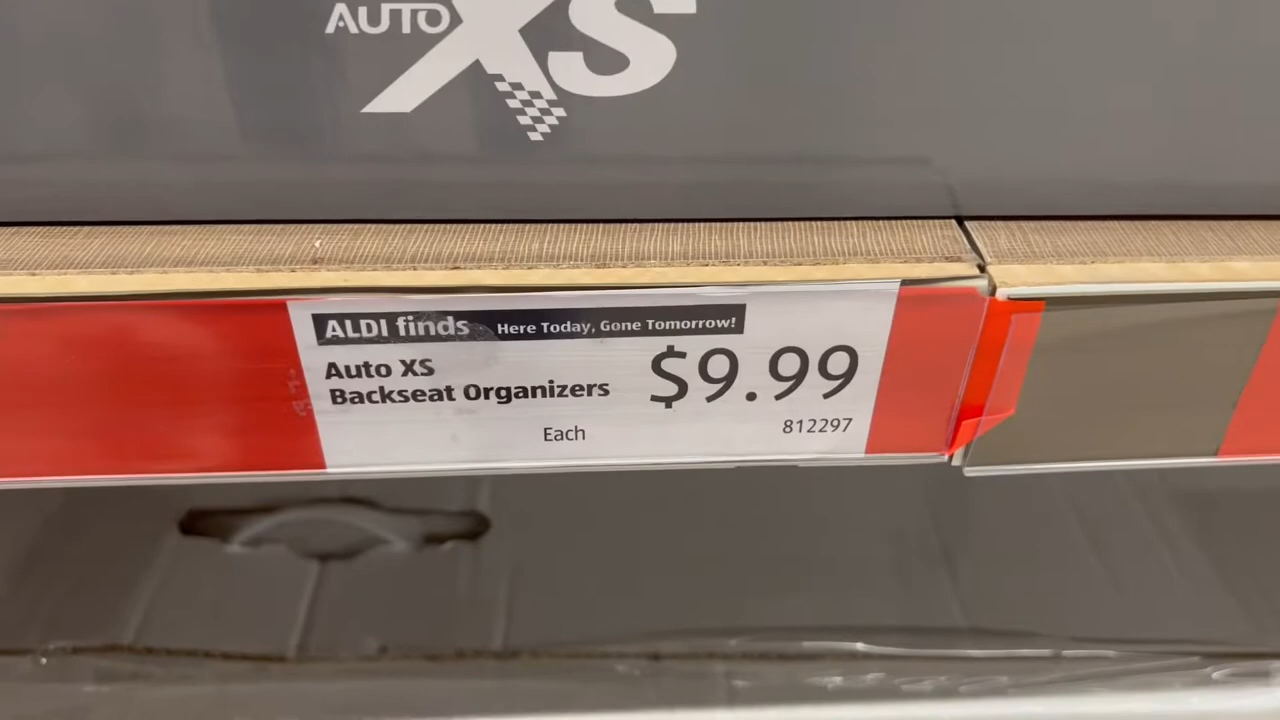 AUTO XS
ALDI finds Here Today, Gone Tomorrow!
Auto XS
Backseat Organizers
$9.99
Each
812297